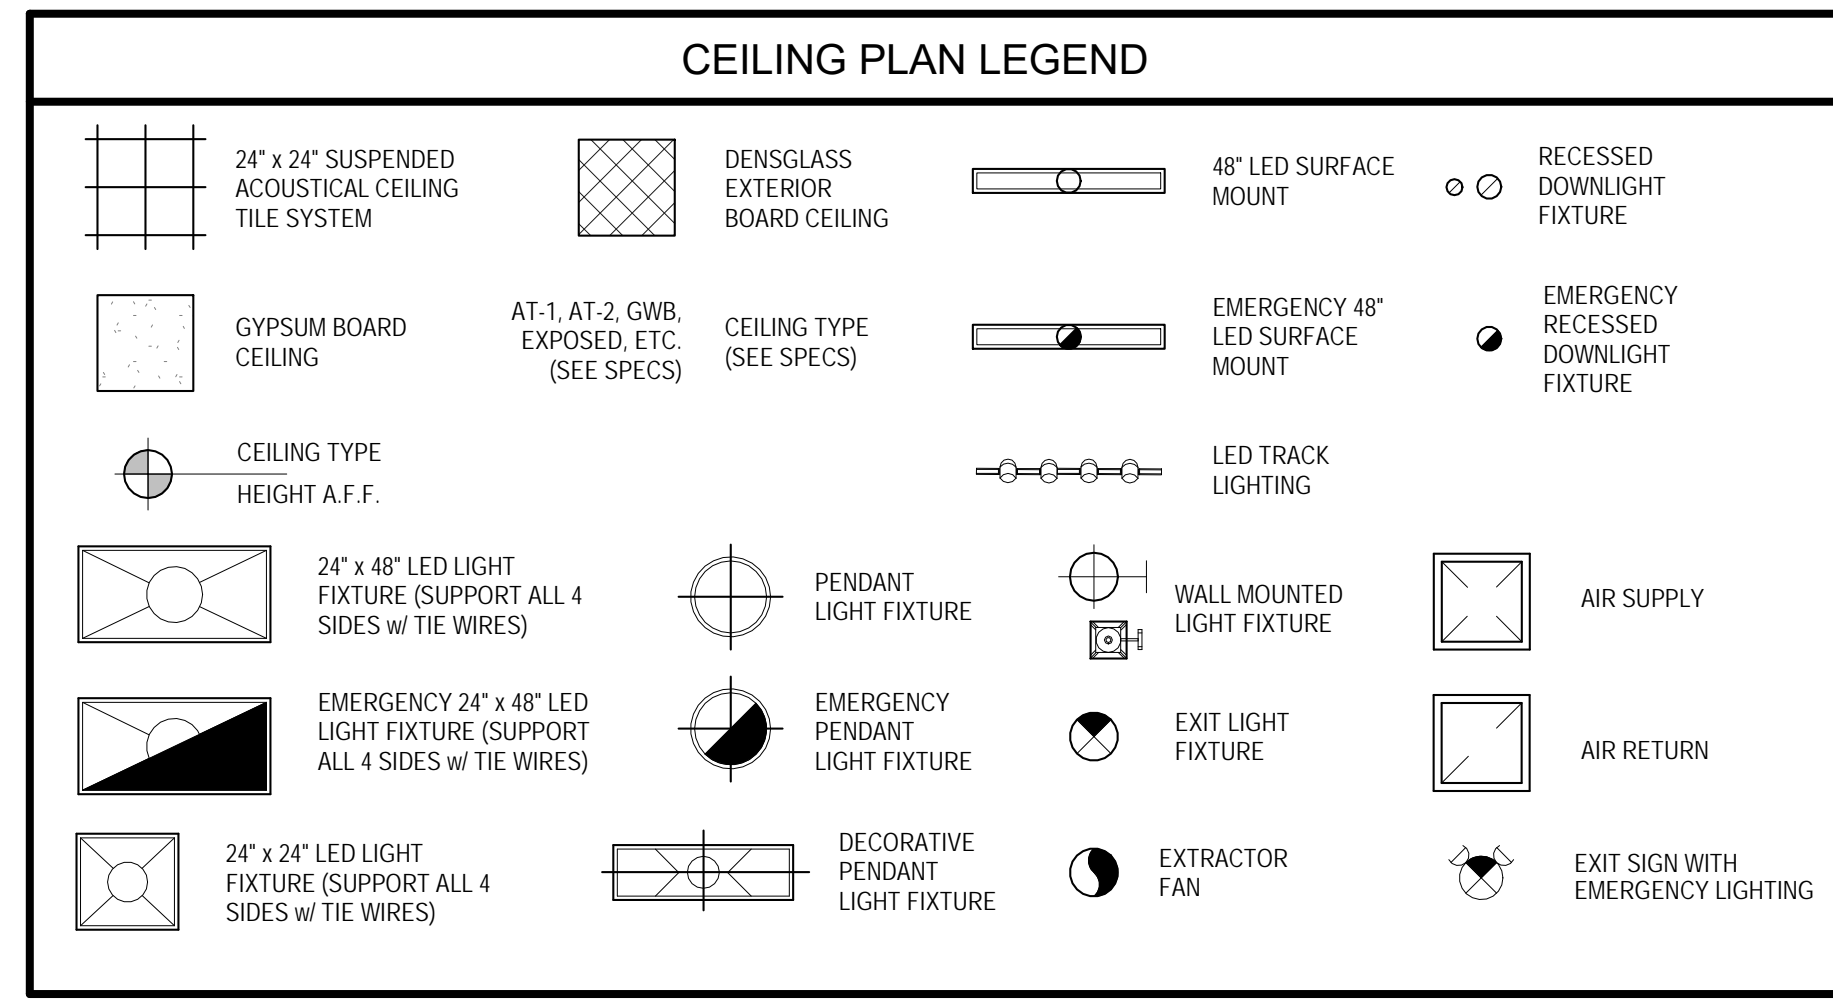 CEILING PLAN LEGEND
24" x 24" SUSPENDED
ACOUSTICAL CEILING
TILE SYSTEM
DENSGLASS
EXTERIOR
BOARD CEILING
48" LED SURFACE
MOUNT
RECESSED
DOWNLIGHT
FIXTURE
GYPSUM BOARD
CEILING
AT-1, AT-2, GWB,
EXPOSED, ETC.
(SEE SPECS)
CEILING TYPE
(SEE SPECS)
EMERGENCY 48"
LED SURFACE
MOUNT
EMERGENCY
RECESSED
DOWNLIGHT
FIXTURE
CEILING TYPE
HEIGHT A.F.F.
LED TRACK
LIGHTING
24" x 48" LED LIGHT
FIXTURE (SUPPORT ALL 4
SIDES w/ TIE WIRES)
PENDANT
LIGHT FIXTURE
WALL MOUNTED
LIGHT FIXTURE
AIR SUPPLY
EMERGENCY 24" x 48" LED
LIGHT FIXTURE (SUPPORT
ALL 4 SIDES w/ TIE WIRES)
EMERGENCY
PENDANT
LIGHT FIXTURE
EXIT LIGHT
FIXTURE
AIR RETURN
24" x 24" LED LIGHT
FIXTURE (SUPPORT ALL 4
SIDES w/ TIE WIRES)
DECORATIVE
PENDANT
LIGHT FIXTURE
EXTRACTOR
FAN
EXIT SIGN WITH
EMERGENCY LIGHTING